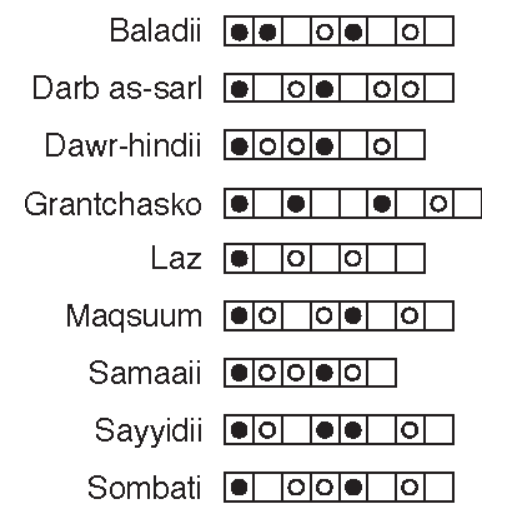 Baladii
Darb as-sarl
Dawr-hindii
Grantchasko
Laz
Maqsuum
Samaaii
Sayyidii
Sombati